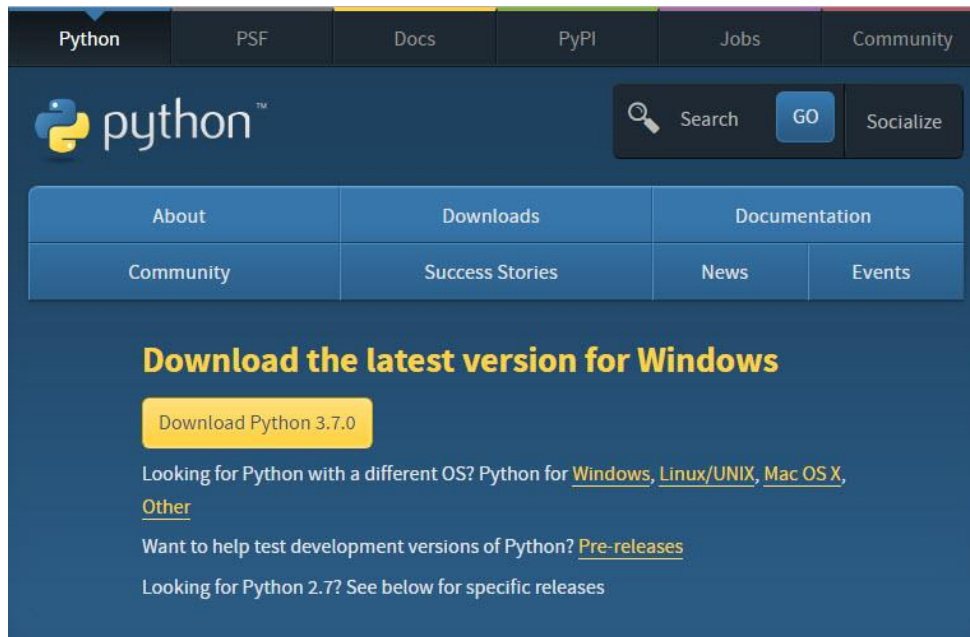 Python PSF Docs PyPI Jobs Community
python™
Search GO Socialize
About Downloads Documentation
Community Success Stories News Events
Download the latest version for Windows
Download Python 3.7.0
Looking for Python with a different OS? Python for Windows, Linux/UNIX, Mac OS X,
Other
Want to help test development versions of Python? Pre-releases
Looking for Python 2.7? See below for specific releases